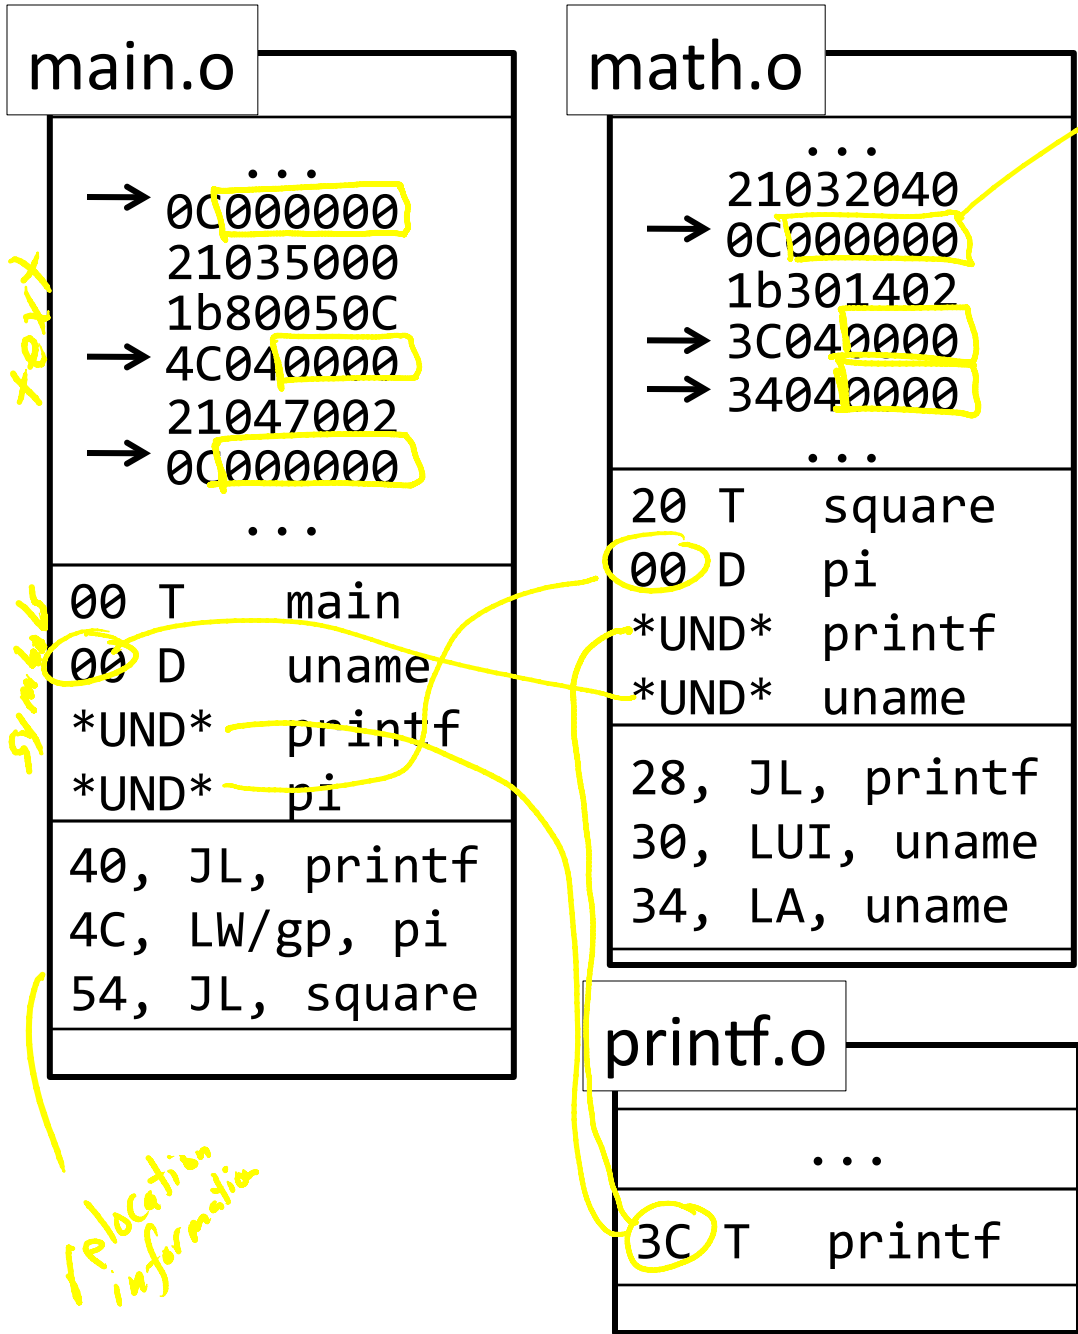 main.o
...
0C000000
21035000
1b80050C
4C040000
21047002
0C000000
...
00 T main
00 D uname
*UND* printf
*UND* pi
40, JL, printf
4C, LW/gp, pi
54, JL, square
text
symbls
relocation
information
math.o
...
21032040
0C000000
1b301402
3C040000
34040000
...
20 T square
00 D pi
*UND* printf
*UND* uname
28, JL, printf
30, LUI, uname
34, LA, uname
printf.o
...
3C T printf